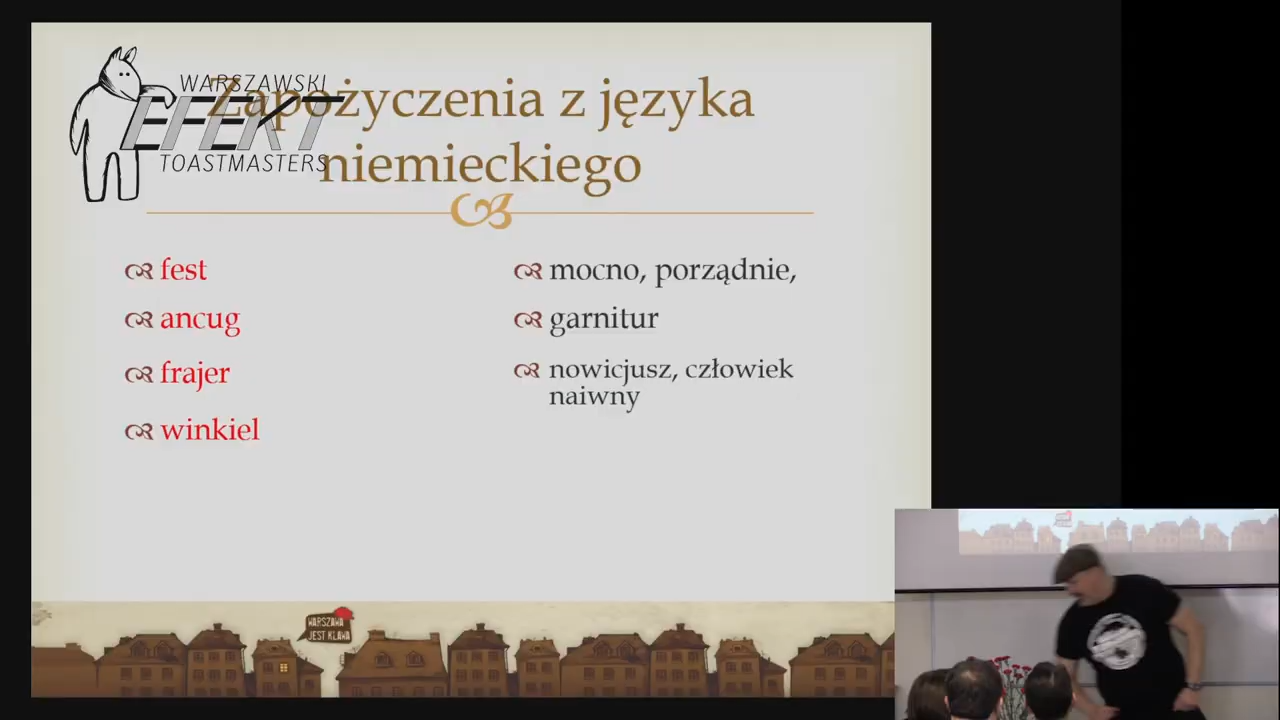 WARSZAWSKI
EFEKT
TOASTMASTERS
Zapożyczenia z języka
niemieckiego
fest
ancug
frajer
winkiel
mocno, porządnie,
garnitur
nowicjusz, człowiek
naiwny
WARSZAWA
JEST KLAWA